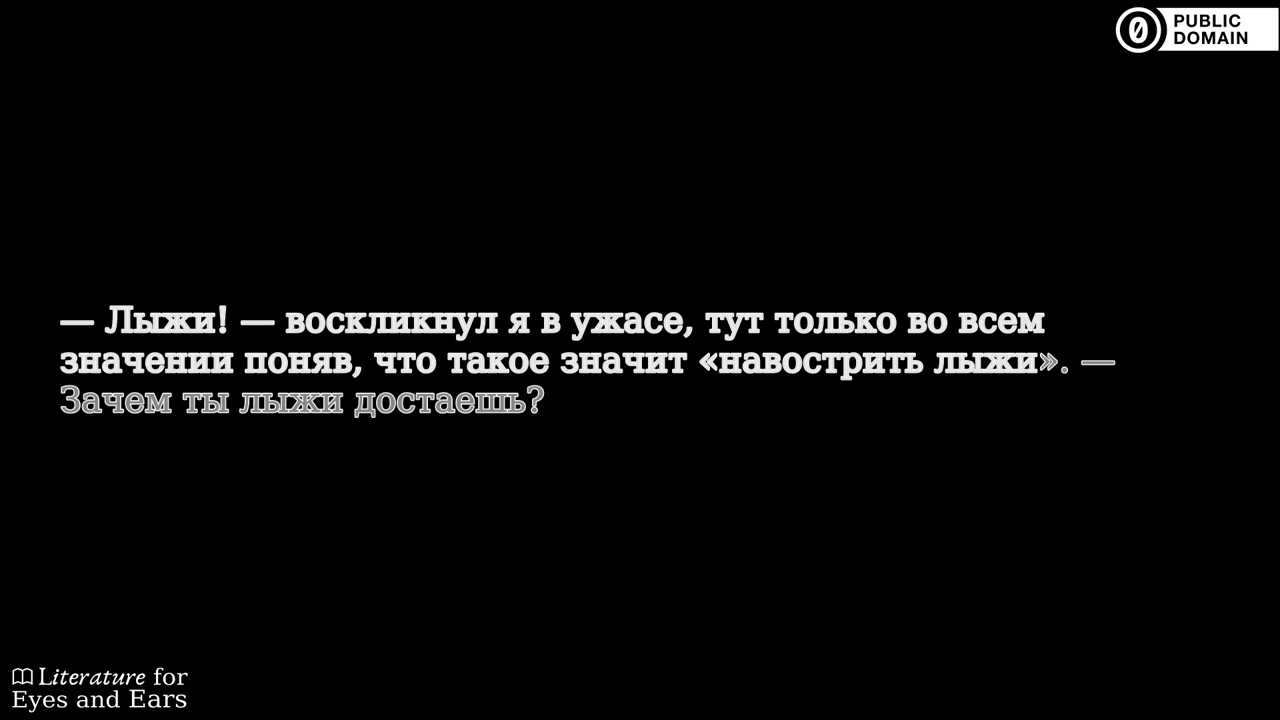 PUBLIC
DOMAIN
— Лыжи! — воскликнул я в ужасе, тут только во всем
значении поняв, что такое значит «навострить лыжи». —
Зачем ты лыжи достаешь?
Literature for
Eyes and Ears